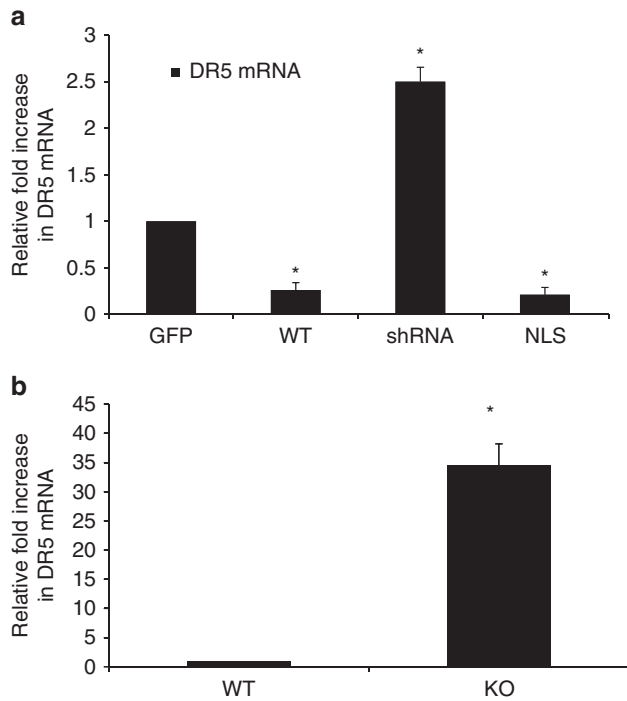 a
Relative fold increase
in DR5 mRNA
3
2.5
2
1.5
1
0.5
0
DR5 mRNA
*
*
*
GFP WT shRNA NLS
b
Relative fold increase
in DR5 mRNA
45
40
35
30
25
20
15
10
5
0
*
WT KO